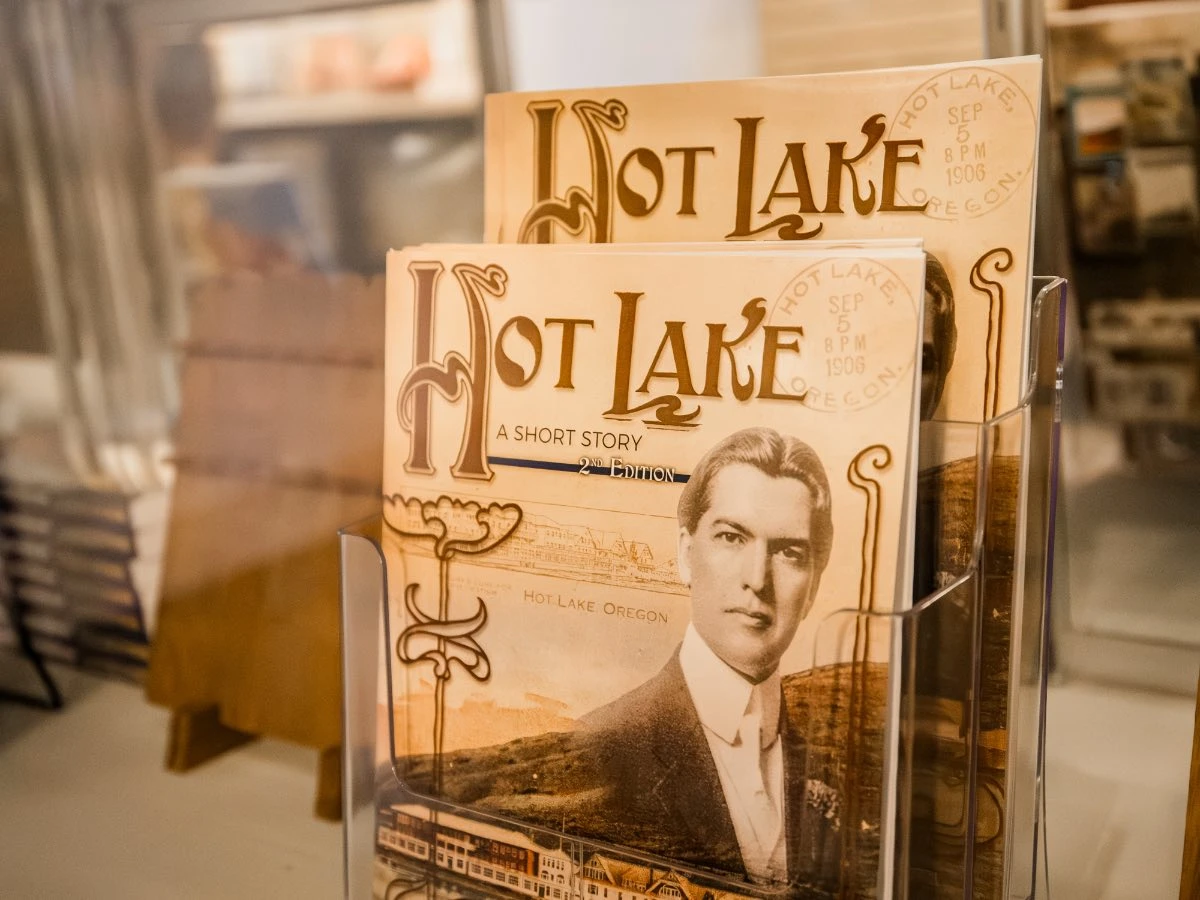 HOT LAKE
HOT LAKE,
SEP
5
8 PM
1906
OREGON.
HOT LAKE
HOT LAKE,
SEP
5
8 PM
1906
OREGON.
A SHORT STORY
2ND EDITION
HOT LAKE OREGON